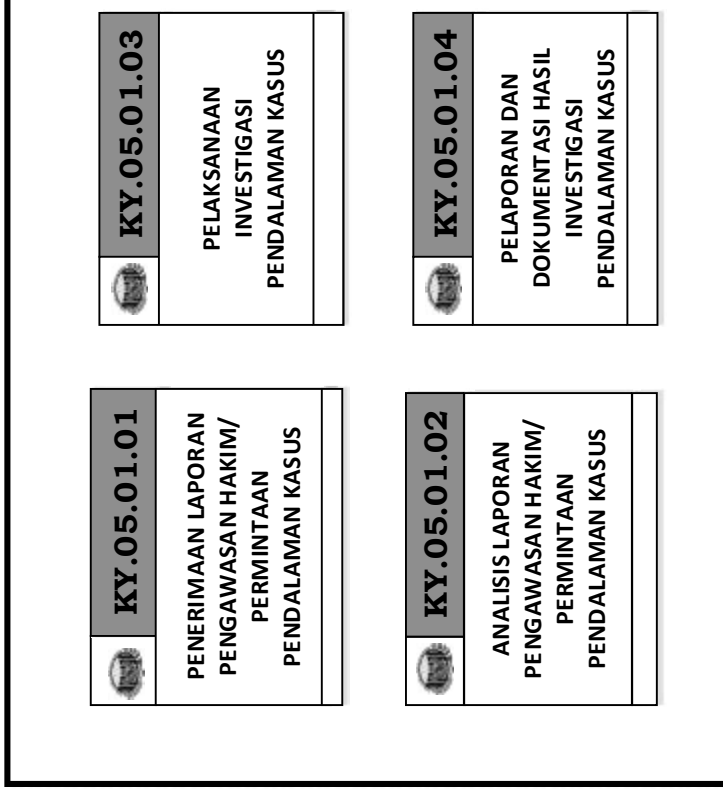 KY.05.01.01
PENERIMAAN LAPORAN
PENGAWASAN HAKIM/
PERMINTAAN
PENDALAMAN KASUS
KY.05.01.02
ANALISIS LAPORAN
PENGAWASAN HAKIM/
PERMINTAAN
PENDALAMAN KASUS
KY.05.01.03
PELAKSANAAN
INVESTIGASI
PENDALAMAN KASUS
KY.05.01.04
PELAPORAN DAN
DOKUMENTASI HASIL
INVESTIGASI
PENDALAMAN KASUS